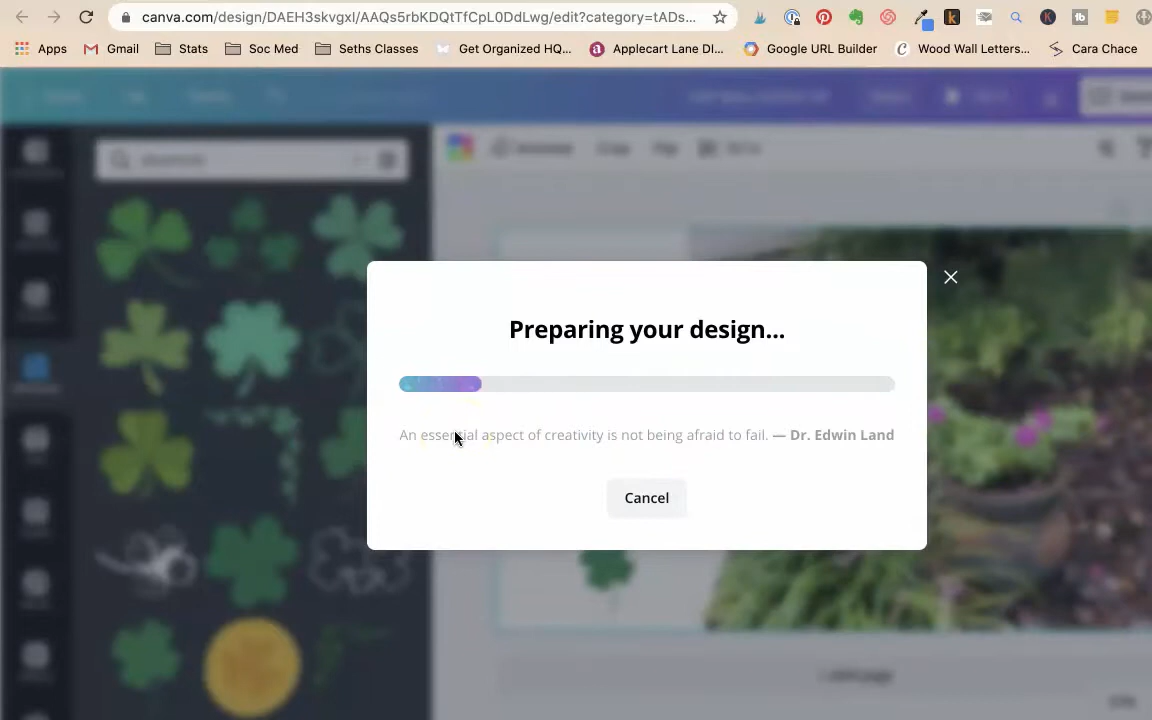 canva.com/design/DAEH3skvgxI/AAQs5rbKDQtTfCpL0DdLwg/edit?category=tADs...
Apps Gmail Stats Soc Med Seths Classes Get Organized HQ... Applecart Lane DI... Google URL Builder Wood Wall Letters... Cara Chace
Preparing your design...
An essential aspect of creativity is not being afraid to fail. — Dr. Edwin Land
Cancel